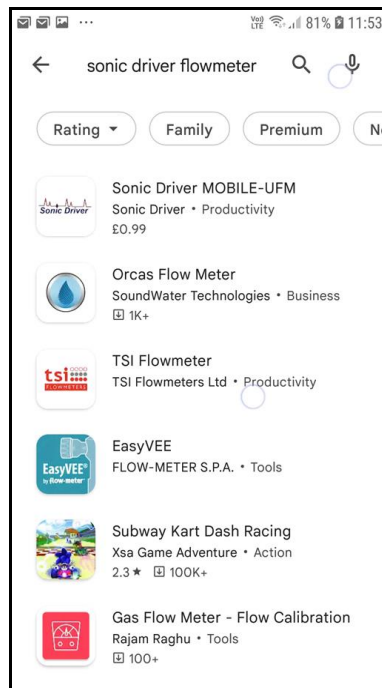 Vo))
LTE
81%
11:53
sonic driver flowmeter
Rating
Family
Premium
Sonic Driver
Sonic Driver MOBILE-UFM
Sonic Driver • Productivity
£0.99
Orcas Flow Meter
SoundWater Technologies • Business
1K+
tsi
FLOWMETERS
TSI Flowmeter
TSI Flowmeters Ltd • Productivity
EasyVEE®
by flow-meter
EasyVEE
FLOW-METER S.P.A. • Tools
Subway Kart Dash Racing
Xsa Game Adventure • Action
2.3★ 100K+
Gas Flow Meter - Flow Calibration
Rajam Raghu • Tools
100+